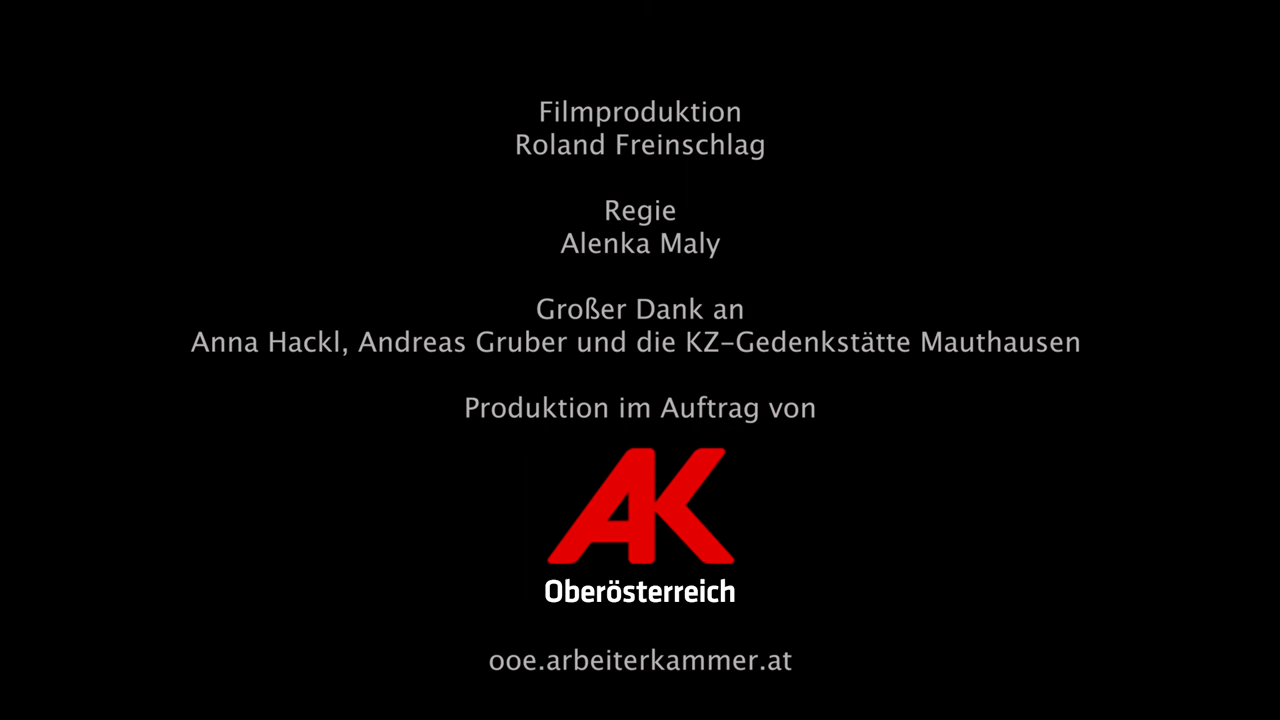 Filmproduktion
Roland Freinschlag
Regie
Alenka Maly
Großer Dank an
Anna Hackl, Andreas Gruber und die KZ-Gedenkstätte Mauthausen
Produktion im Auftrag von
AK
Oberösterreich
ooe.arbeiterkammer.at